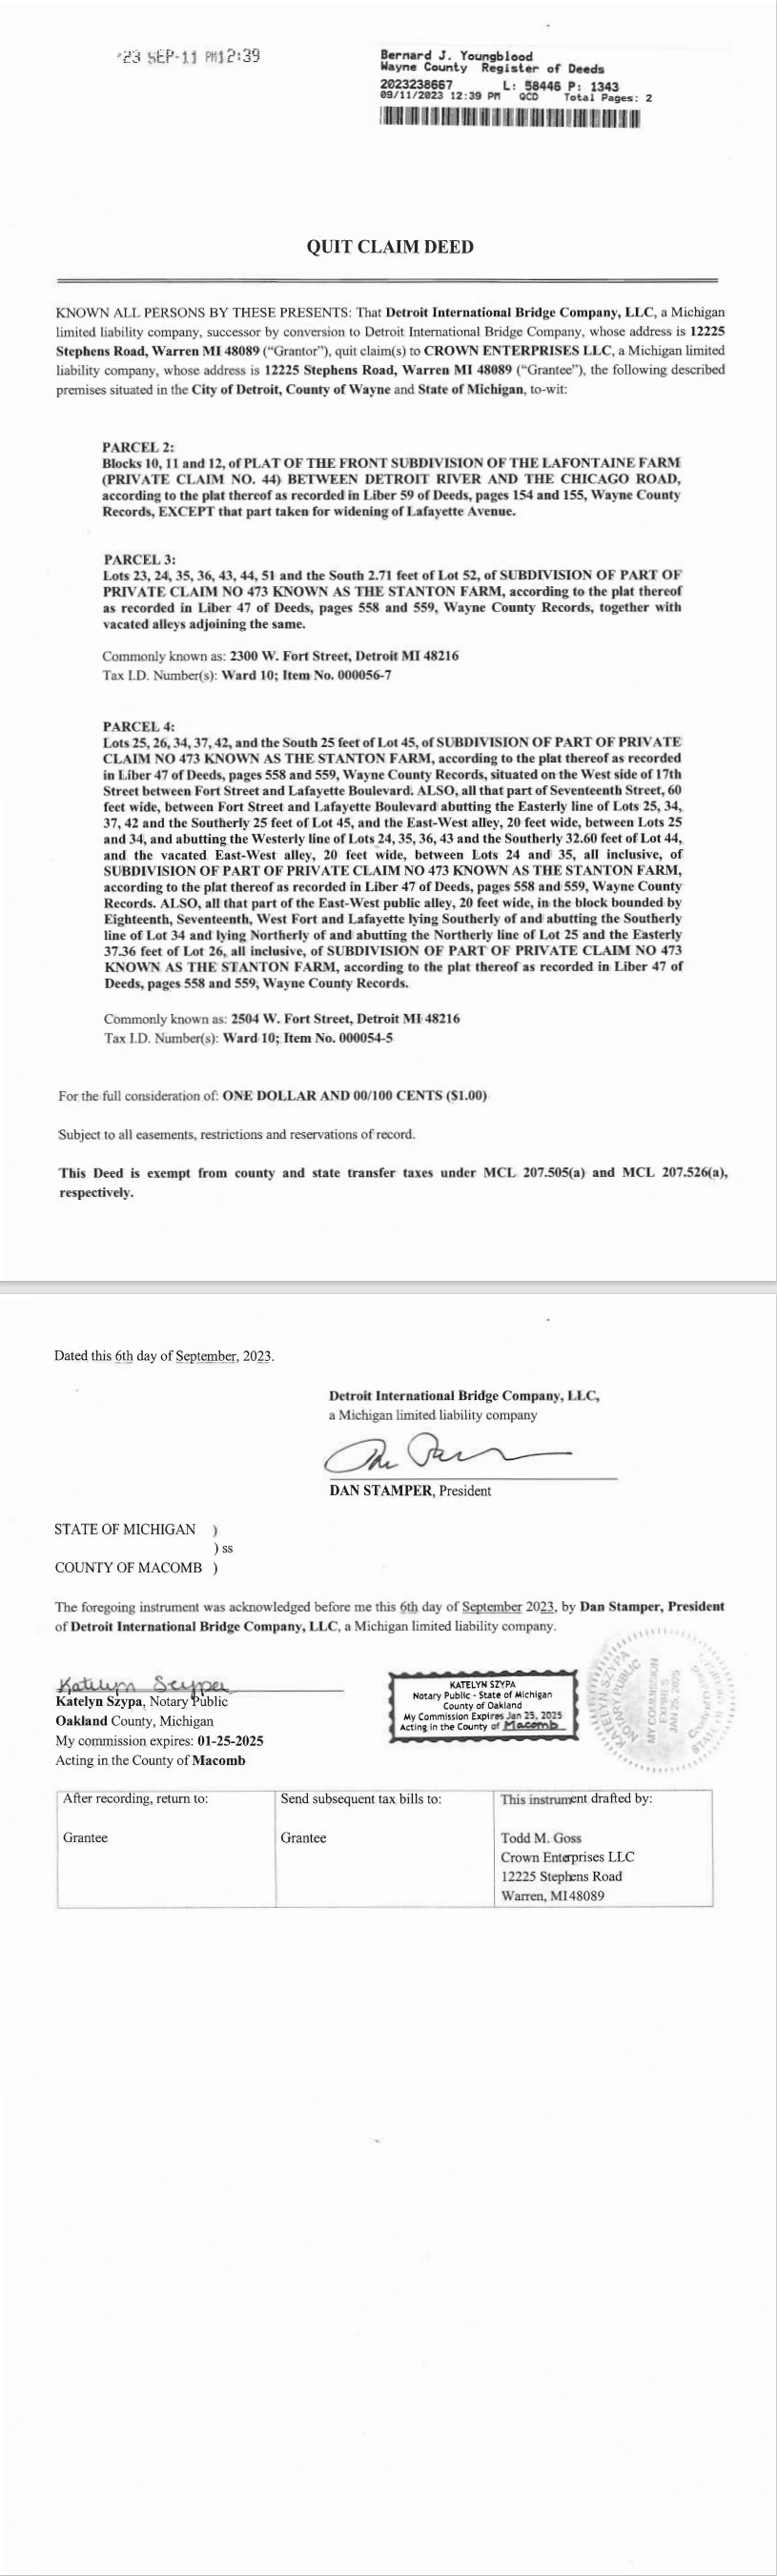 '23 SEP-11 PM12:39
Bernard J. Youngblood
Wayne County Register of Deeds
2023238667 L: 58446 P: 1343
09/11/2023 12:39 PM QCD Total Pages: 2
QUIT CLAIM DEED
KNOWN ALL PERSONS BY THESE PRESENTS: That Detroit International Bridge Company, LLC, a Michigan
limited liability company, successor by conversion to Detroit International Bridge Company, whose address is 12225
Stephens Road, Warren MI 48089 (“Grantor”), quit claim(s) to CROWN ENTERPRISES LLC, a Michigan limited
liability company, whose address is 12225 Stephens Road, Warren MI 48089 (“Grantee”), the following described
premises situated in the City of Detroit, County of Wayne and State of Michigan, to-wit:
PARCEL 2:
Blocks 10, 11 and 12, of PLAT OF THE FRONT SUBDIVISION OF THE LAFONTAINE FARM
(PRIVATE CLAIM NO. 44) BETWEEN DETROIT RIVER AND THE CHICAGO ROAD,
according to the plat thereof as recorded in Liber 59 of Deeds, pages 154 and 155, Wayne County
Records, EXCEPT that part taken for widening of Lafayette Avenue.
PARCEL 3:
Lots 23, 24, 35, 36, 43, 44, 51 and the South 2.71 feet of Lot 52, of SUBDIVISION OF PART OF
PRIVATE CLAIM NO 473 KNOWN AS THE STANTON FARM, according to the plat thereof
as recorded in Liber 47 of Deeds, pages 558 and 559, Wayne County Records, together with
vacated alleys adjoining the same.
Commonly known as: 2300 W. Fort Street, Detroit MI 48216
Tax I.D. Number(s): Ward 10; Item No. 000056-7
PARCEL 4:
Lots 25, 26, 34, 37, 42, and the South 25 feet of Lot 45, of SUBDIVISION OF PART OF PRIVATE
CLAIM NO 473 KNOWN AS THE STANTON FARM, according to the plat thereof as recorded
in Liber 47 of Deeds, pages 558 and 559, Wayne County Records, situated on the West side of 17th
Street between Fort Street and Lafayette Boulevard. ALSO, all that part of Seventeenth Street, 60
feet wide, between Fort Street and Lafayette Boulevard abutting the Easterly line of Lots 25, 34,
37, 42 and the Southerly 25 feet of Lot 45, and the East-West alley, 20 feet wide, between Lots 25
and 34, and abutting the Westerly line of Lots 24, 35, 36, 43 and the Southerly 32.60 feet of Lot 44,
and the vacated East-West alley, 20 feet wide, between Lots 24 and 35, all inclusive, of
SUBDIVISION OF PART OF PRIVATE CLAIM NO 473 KNOWN AS THE STANTON FARM,
according to the plat thereof as recorded in Liber 47 of Deeds, pages 558 and 559, Wayne County
Records. ALSO, all that part of the East-West public alley, 20 feet wide, in the block bounded by
Eighteenth, Seventeenth, West Fort and Lafayette lying Southerly of and abutting the Southerly
line of Lot 34 and lying Northerly of and abutting the Northerly line of Lot 25 and the Easterly
37.36 feet of Lot 26, all inclusive, of SUBDIVISION OF PART OF PRIVATE CLAIM NO 473
KNOWN AS THE STANTON FARM, according to the plat thereof as recorded in Liber 47 of
Deeds, pages 558 and 559, Wayne County Records.
Commonly known as: 2504 W. Fort Street, Detroit MI 48216
Tax I.D. Number(s): Ward 10; Item No. 000054-5
For the full consideration of: ONE DOLLAR AND 00/100 CENTS ($1.00)
Subject to all easements, restrictions and reservations of record.
This Deed is exempt from county and state transfer taxes under MCL 207.505(a) and MCL 207.526(a),
respectively.
Dated this 6th day of September, 2023.
Detroit International Bridge Company, LLC,
a Michigan limited liability company
DAN STAMPER, President
STATE OF MICHIGAN )
) ss
COUNTY OF MACOMB )
The foregoing instrument was acknowledged before me this 6th day of September 2023, by Dan Stamper, President
of Detroit International Bridge Company, LLC, a Michigan limited liability company.
Katelyn Szypa
Katelyn Szypa, Notary Public
Oakland County, Michigan
My commission expires: 01-25-2025
Acting in the County of Macomb
KATELYN SZYPA
Notary Public - State of Michigan
County of Oakland
My Commission Expires Jan 25, 2025
Acting in the County of Macomb
KATELYN SZYPA
NOTARY PUBLIC
MY COMMISSION
EXPIRES
JAN 25, 2025
After recording, return to:
Grantee
Send subsequent tax bills to:
Grantee
This instrument drafted by:
Todd M. Goss
Crown Enterprises LLC
12225 Stephens Road
Warren, MI 48089